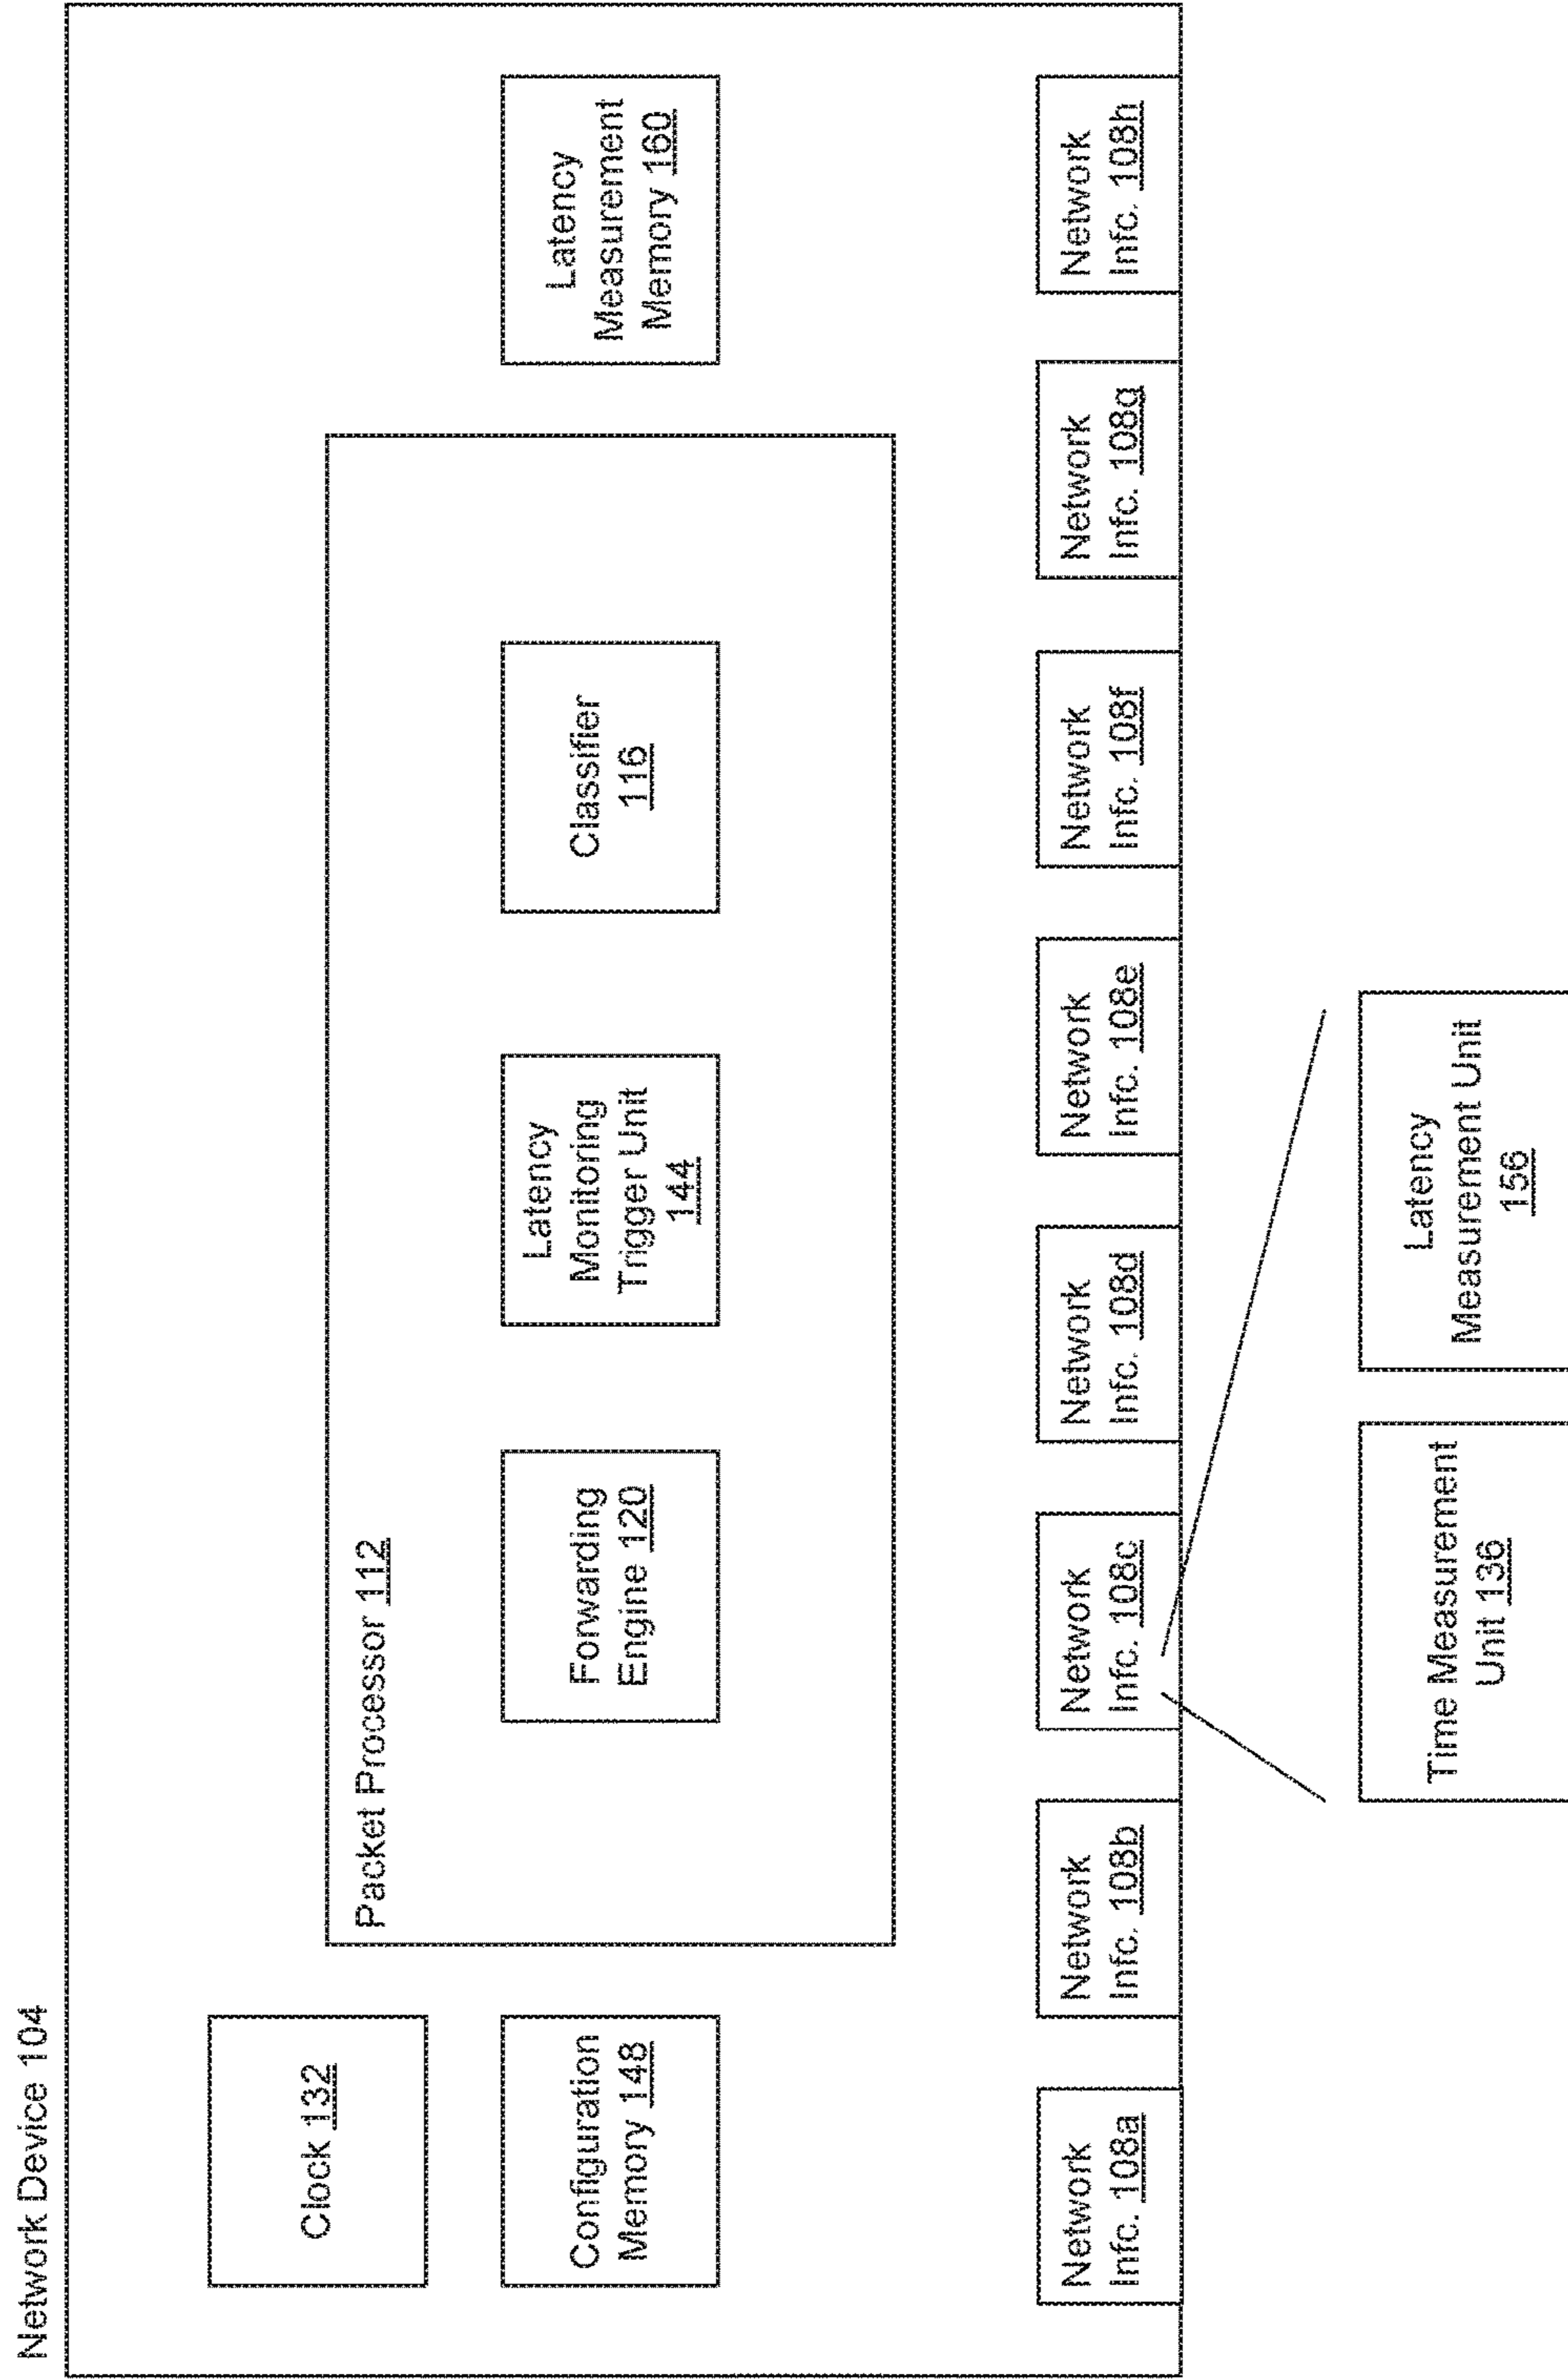 Network Device 104
Clock 132
Packet Processor 112
Configuration
Memory 148
Forwarding
Engine 120
Latency
Monitoring
Trigger Unit
144
Classifier
116
Latency
Measurement
Memory 160
Network
Infc. 108a
Network
Infc. 108b
Network
Infc. 108c
Network
Infc. 108d
Network
Infc. 108e
Network
Infc. 108f
Network
Infc. 108g
Network
Infc. 108h
Time Measurement
Unit 136
Latency
Measurement Unit
156